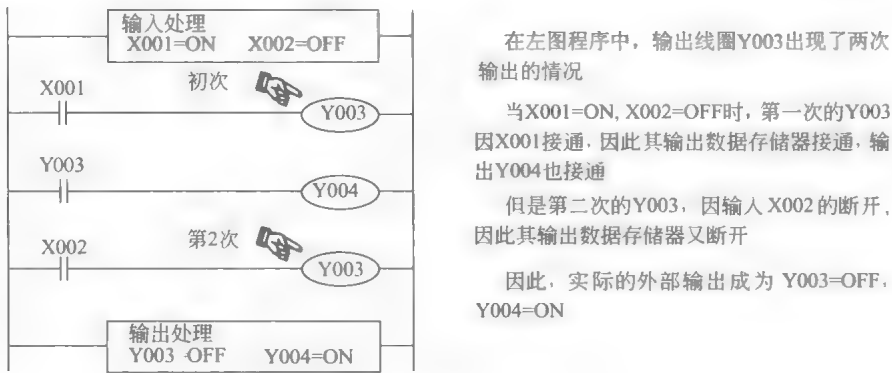 输入处理
X001=ON X002=OFF
初次
X001
Y003
Y003
Y004
第2次
X002
Y003
输出处理
Y003 -OFF Y004=ON
在左图程序中，输出线圈Y003出现了两次
输出的情况
当X001=ON, X002=OFF时，第一次的Y003
因X001接通，因此其输出数据存储器接通，输
出Y004也接通
但是第二次的Y003，因输入X002的断开，
因此其输出数据存储器又断开
因此，实际的外部输出成为 Y003=OFF，
Y004=ON